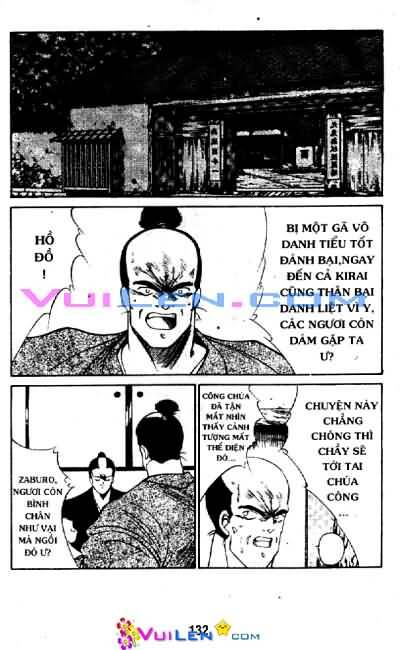 HỒ
ĐỒ
!
BỊ MỘT GÃ VÔ
DANH TIỂU TỐT
ĐÁNH BẠI,NGAY
ĐẾN CẢ KIRAI
CŨNG THÂN BẠI
DANH LIỆT VÌ Y,
CÁC NGƯƠI CÒN
DÁM GẶP TA
Ư?
VuiLen.com
ZABURO,
NGƯƠI CÒN
BÌNH
CHÂN
NHƯ VẠI
MÀ NGỒI
ĐÓ Ư?
CÔNG CHÚA
ĐÃ TẬN
MẮT NHÌN
THẤY CẢNH
TƯỢNG MẤT
THỂ DIỆN
ĐÓ...
CHUYỆN NÀY
CHẲNG
CHÓNG THÌ
CHẦY SẼ
TỚI TAI
CHÚA
CÔNG
...
132
VuiLen.com